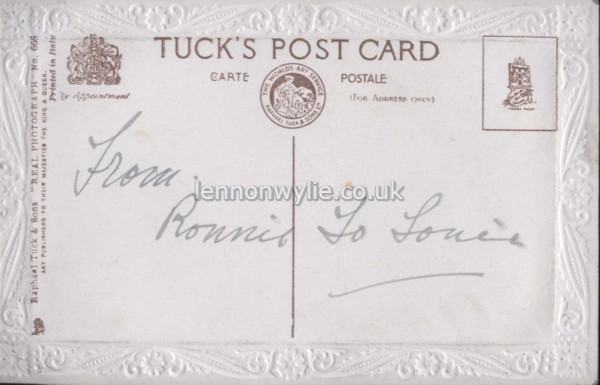 TUCK'S POST CARD
CARTE POSTALE
(FOR ADDRESS ONLY)
By Appointment
THE WORLD'S ART SERVICE
RAPHAEL TUCK & SONS LTD
TRADE MARK
Raphael Tuck & Sons "REAL PHOTOGRAPH" No. 668 Printed in Italy
ART PUBLISHERS TO THEIR MAJESTIES THE KING & QUEEN.
From
lennonwylie.co.uk
Ronnie To